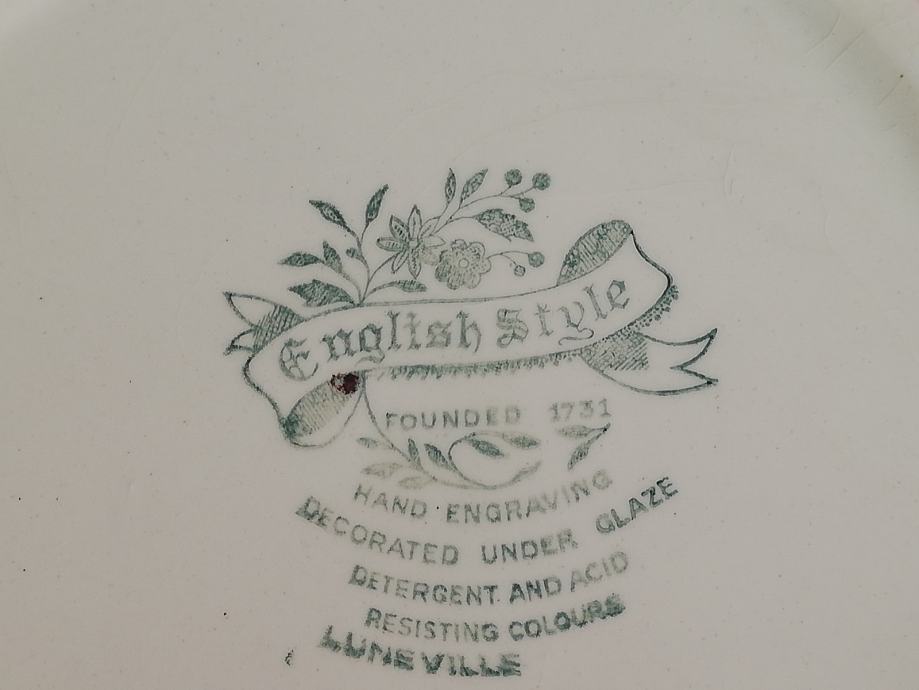 English Style
FOUNDED 1731
HAND ENGRAVING
DECORATED UNDER GLAZE
DETERGENT AND ACID
RESISTING COLOURS
LUNEVILLE